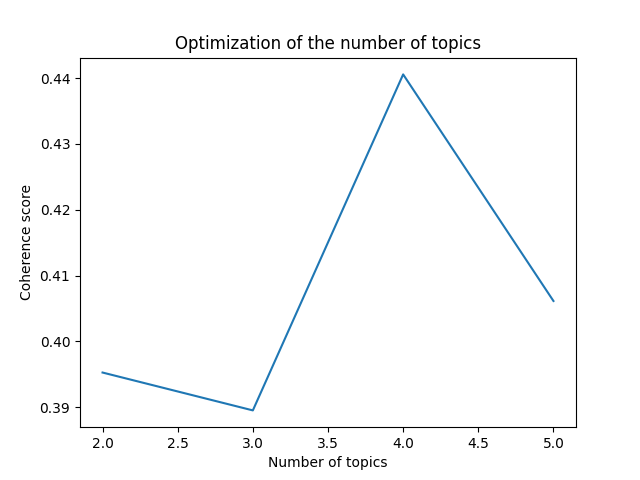 Optimization of the number of topics
0.44
0.43
0.42
0.41
0.40
0.39
Coherence score
2.0 2.5 3.0 3.5 4.0 4.5 5.0
Number of topics